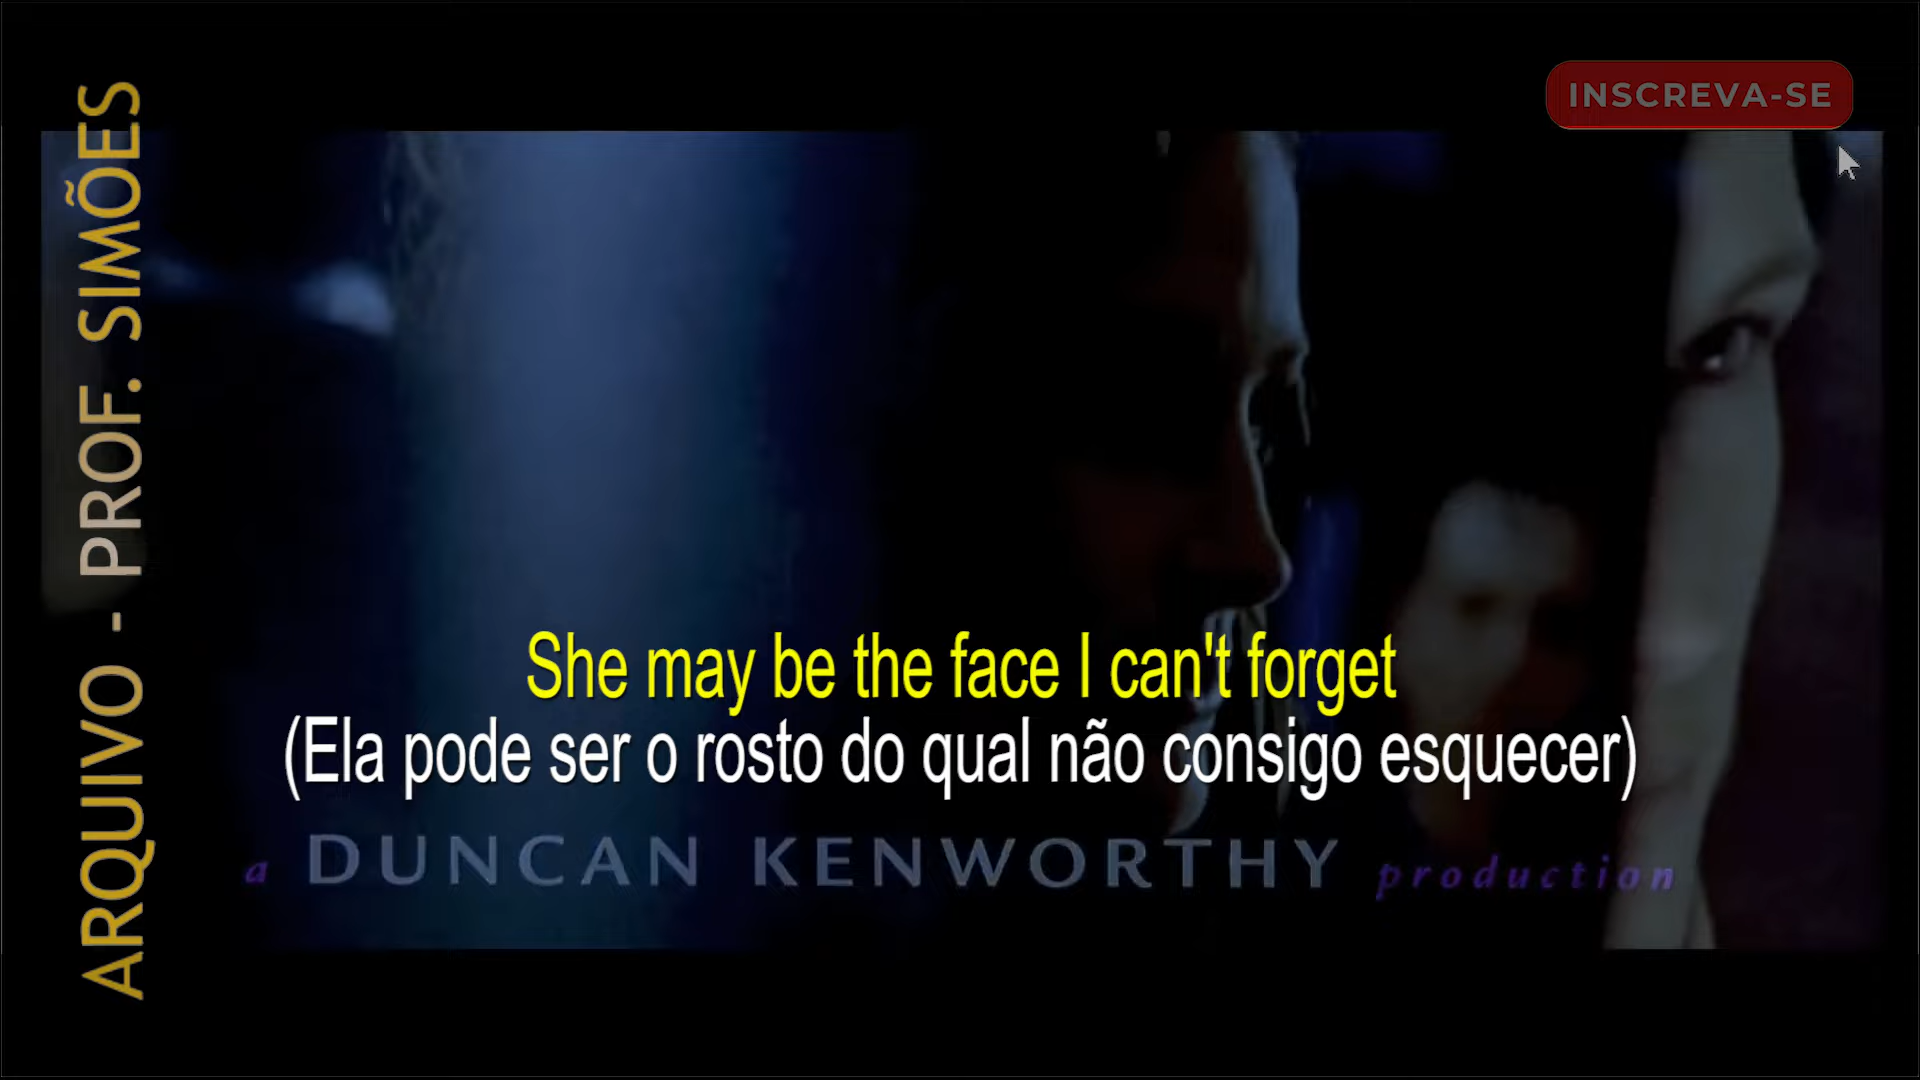 INSCREVA-SE
ARQUIVO - PROF. SIMÕES
She may be the face I can't forget
(Ela pode ser o rosto do qual não consigo esquecer)
a DUNCAN KENWORTHY production